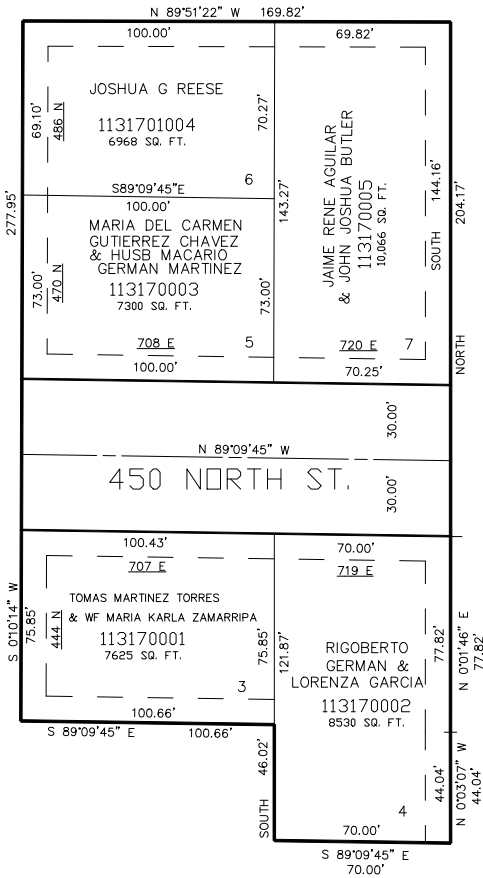 N 89°51'22" W 169.82'
100.00'
69.82'
JOSHUA G REESE
1131701004
6968 SQ. FT.
69.10'
486 N
70.27'
6
S89°09'45"E
100.00'
277.95'
143.27'
MARIA DEL CARMEN
GUTIERREZ CHAVEZ
& HUSB MACARIO
GERMAN MARTINEZ
113170003
7300 SQ. FT.
73.00'
470 N
73.00'
708 E
5
100.00'
JAIME RENE AGUILAR
& JOHN JOSHUA BUTLER
113170005
10,066 SQ. FT.
SOUTH 144.16'
720 E
7
70.25'
NORTH 204.17'
30.00'
N 89°09'45" W
450 NORTH ST.
30.00'
100.43'
707 E
70.00'
719 E
S 0°10'14" W
75.85'
444 N
TOMAS MARTINEZ TORRES
& WF MARIA KARLA ZAMARRIPA
113170001
7625 SQ. FT.
75.85'
121.87'
3
100.66'
S 89°09'45" E 100.66'
RIGOBERTO
GERMAN &
LORENZA GARCIA
113170002
8530 SQ. FT.
77.82'
N 0°01'46" E
77.82'
SOUTH 46.02'
44.04'
N 0°03'07" W
44.04'
4
70.00'
S 89°09'45" E
70.00'